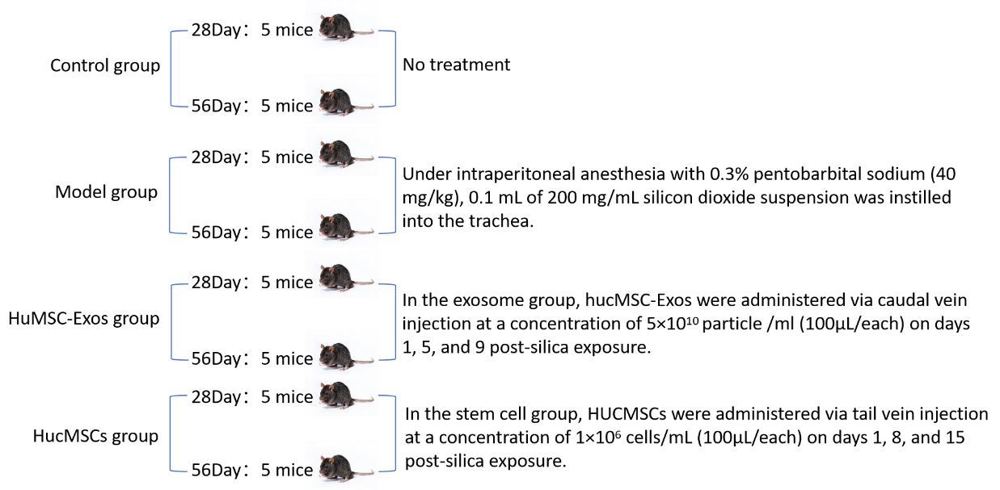 28Day：5 mice
Control group
No treatment
56Day：5 mice
28Day：5 mice
Model group
Under intraperitoneal anesthesia with 0.3% pentobarbital sodium (40
mg/kg), 0.1 mL of 200 mg/mL silicon dioxide suspension was instilled
into the trachea.
56Day：5 mice
28Day：5 mice
HuMSC-Exos group
In the exosome group, hucMSC-Exos were administered via caudal vein
injection at a concentration of 5×10¹⁰ particle /ml (100μL/each) on days
1, 5, and 9 post-silica exposure.
56Day：5 mice
28Day：5 mice
HucMSCs group
In the stem cell group, HUCMSCs were administered via tail vein injection
at a concentration of 1×10⁶ cells/mL (100μL/each) on days 1, 8, and 15
post-silica exposure.
56Day：5 mice